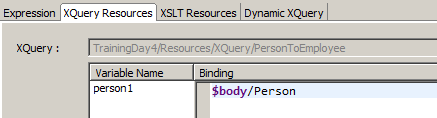 Expression XQuery Resources XSLT Resources Dynamic XQuery
XQuery : TrainingDay4/Resources/XQuery/PersonToEmployee
Variable Name Binding
person1 $body/Person